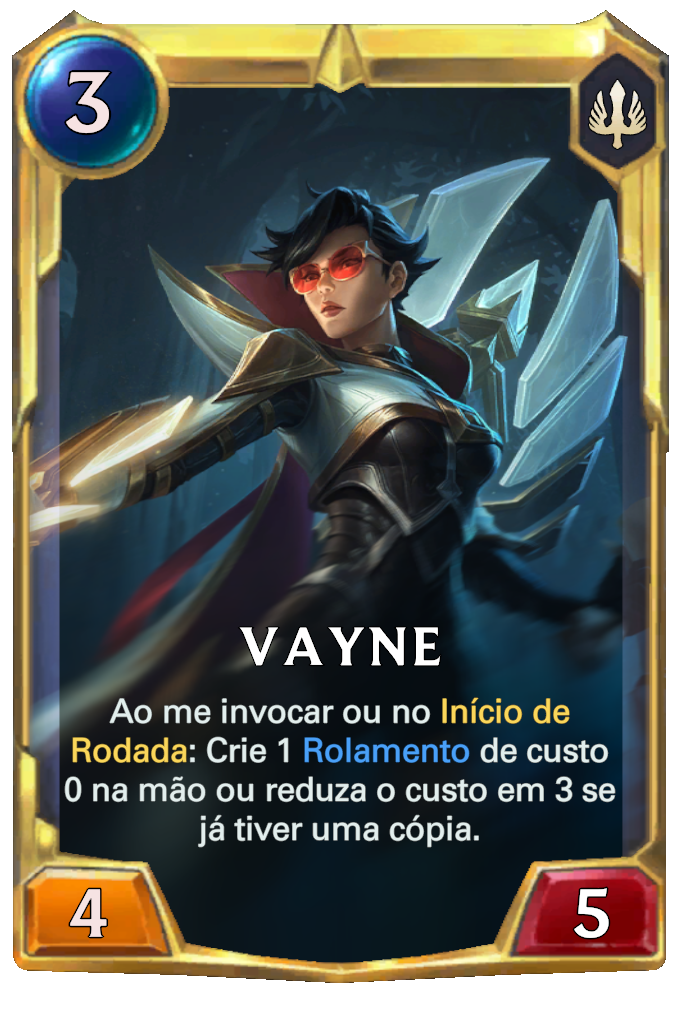 3
VAYNE
Ao me invocar ou no Início de
Rodada: Crie 1 Rolamento de custo
0 na mão ou reduza o custo em 3 se
já tiver uma cópia.
4
5